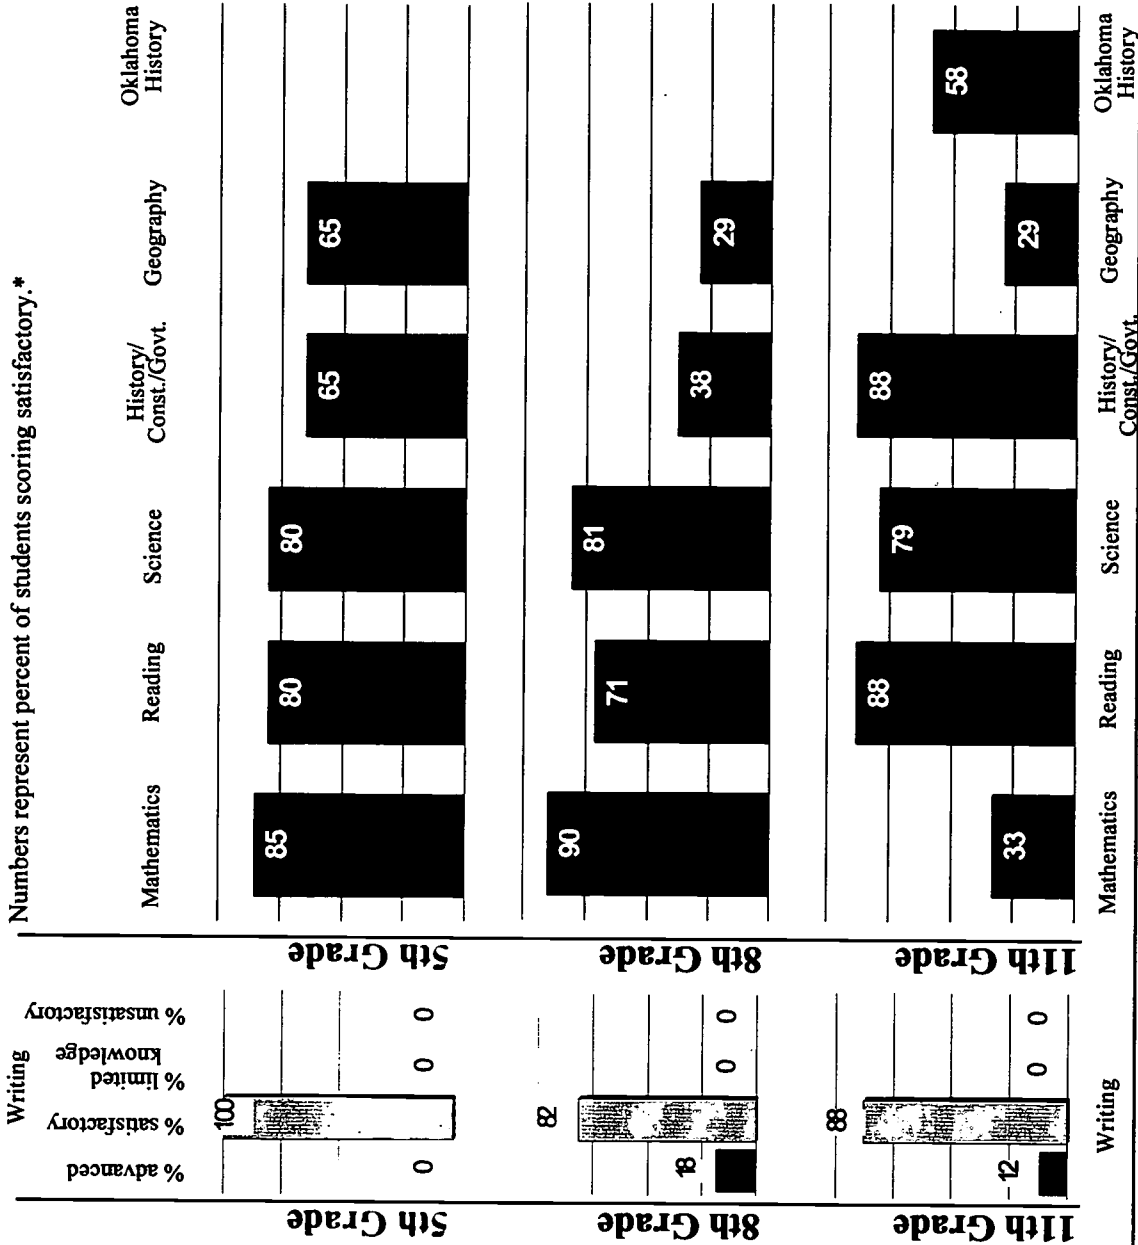 Numbers represent percent of students scoring satisfactory.*
Writing
% advanced
% satisfactory
% limited
knowledge
% unsatisfactory
Mathematics
Reading
Science
History/
Const./Govt.
Geography
Oklahoma
History
5th Grade
0
100
0
0
5th Grade
85
80
80
65
65
8th Grade
18
82
0
0
8th Grade
90
71
81
38
29
11th Grade
12
88
0
0
11th Grade
33
88
79
88
29
58
Writing
Mathematics
Reading
Science
History/
Const./Govt.
Geography
Oklahoma
History